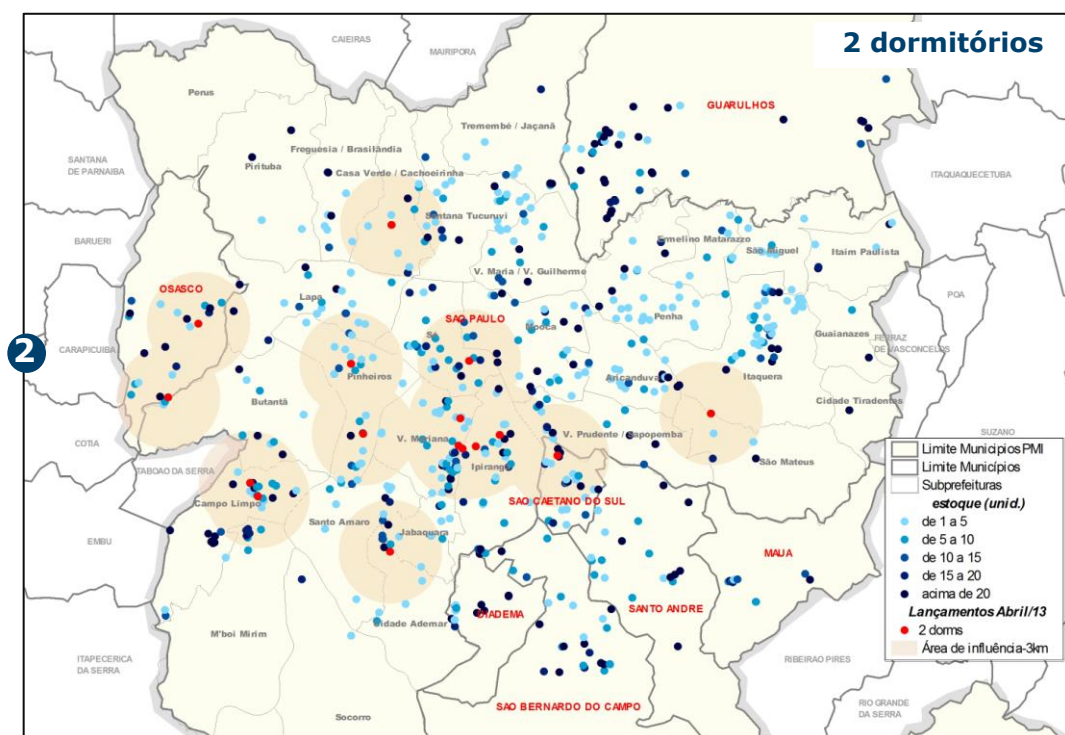 2 dormitórios
CAIEIRAS
MAIRIPORA
Perus
GUARULHOS
Tremembé / Jaçanã
Freguesia / Brasilândia
SANTANA
DE PARNAIBA
Pirituba
Casa Verde / Cachoeirinha
ITAQUAQUECETUBA
Santana Tucuruvi
BARUERI
Ermelino Matarazzo
São Miguel
Itaim Paulista
V. Maria / V. Guilherme
OSASCO
Lapa
POA
SAO PAULO
Penha
Sé
Mooca
Guaianazes
FERRAZ
DE VASCONCELOS
2
CARAPICUIBA
Pinheiros
Aricanduva
Itaquera
Butantã
Cidade Tiradentes
COTIA
V. Mariana
V. Prudente / Sapopemba
SUZANO
TABOAO DA SERRA
Ipiranga
São Mateus
Campo Limpo
SAO CAETANO DO SUL
Santo Amaro
Jabaquara
EMBU
MAUA
DIADEMA
SANTO ANDRE
Cidade Ademar
M'boi Mirim
ITAPECERICA
DA SERRA
RIBEIRAO PIRES
SAO BERNARDO DO CAMPO
RIO GRANDE
DA SERRA
Socorro
Limite Municipios PMI
Limite Municípios
Subprefeituras
estoque (unid.)
de 1 a 5
de 5 a 10
de 10 a 15
de 15 a 20
acima de 20
Lançamentos Abril/13
2 dorms
Área de influência-3km